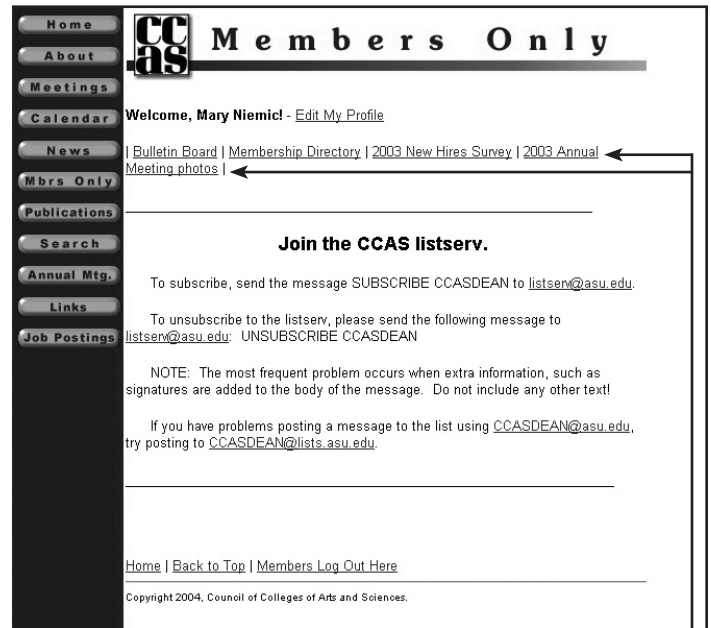 Home
About
Meetings
Calendar
News
Mbrs Only
Publications
Search
Annual Mtg.
Links
Job Postings
cc
as
Members Only
Welcome, Mary Niemic! - Edit My Profile
| Bulletin Board | Membership Directory | 2003 New Hires Survey | 2003 Annual
Meeting photos |
Join the CCAS listserv.
To subscribe, send the message SUBSCRIBE CCASDEAN to listserv@asu.edu.
To unsubscribe to the listserv, please send the following message to
listserv@asu.edu: UNSUBSCRIBE CCASDEAN
NOTE: The most frequent problem occurs when extra information, such as
signatures are added to the body of the message. Do not include any other text!
If you have problems posting a message to the list using CCASDEAN@asu.edu,
try posting to CCASDEAN@lists.asu.edu.
Home | Back to Top | Members Log Out Here
Copyright 2004, Council of Colleges of Arts and Sciences.